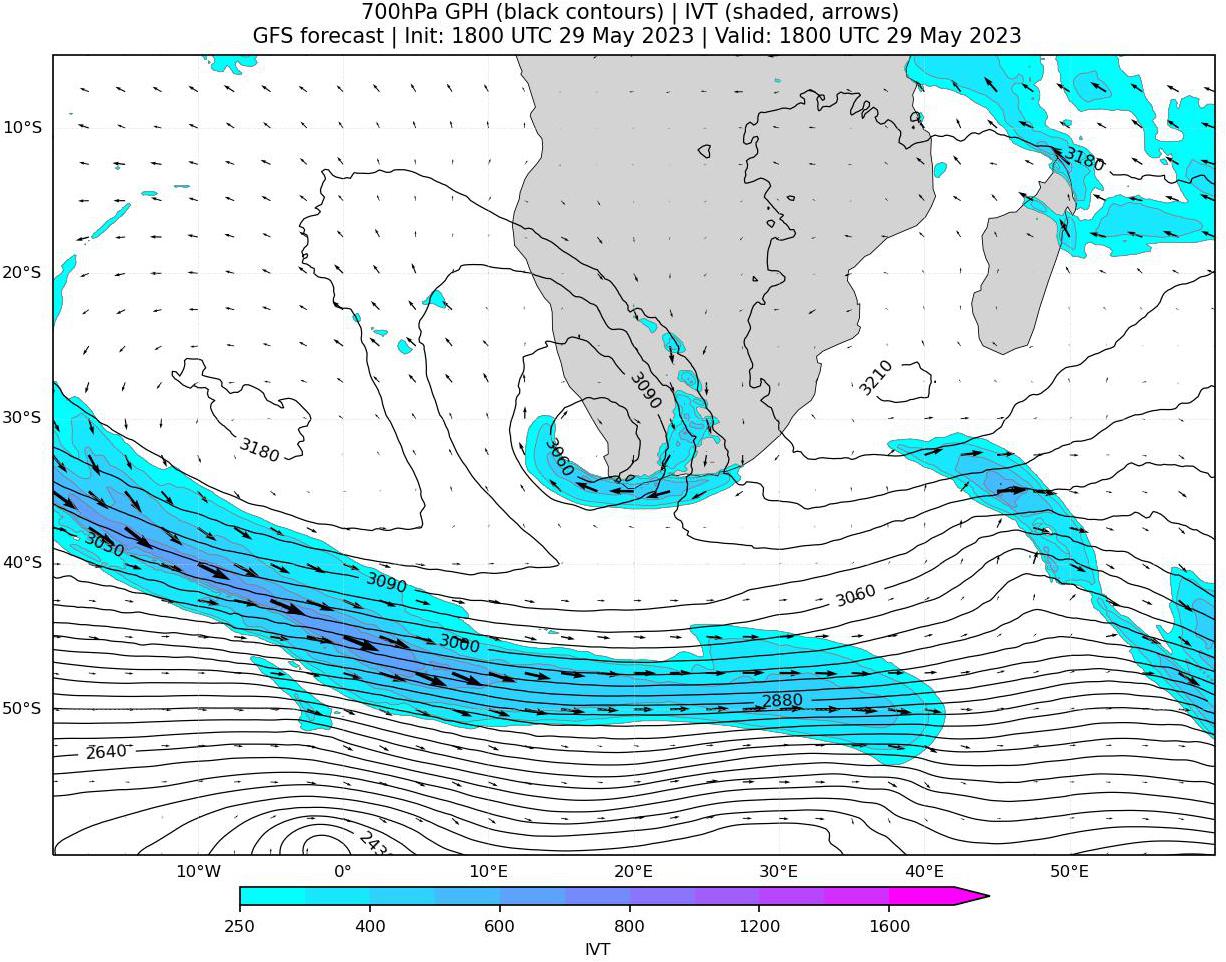 700hPa GPH (black contours) | IVT (shaded, arrows)
GFS forecast | Init: 1800 UTC 29 May 2023 | Valid: 1800 UTC 29 May 2023
10°S
3180
20°S
3210
3090
30°S
3180
3060
3030
40°S
3090
3060
3000
2880
50°S
2640
243
10°W 0° 10°E 20°E 30°E 40°E 50°E
250 400 600 800 1200 1600
IVT